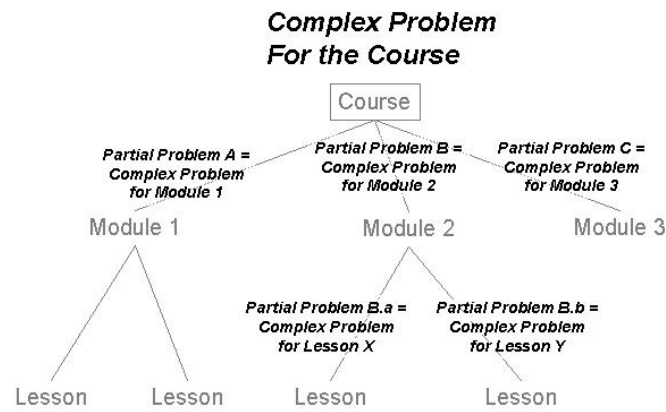 Complex Problem
For the Course
Course
Partial Problem A =
Complex Problem
for Module 1
Partial Problem B =
Complex Problem
for Module 2
Partial Problem C =
Complex Problem
for Module 3
Module 1
Module 2
Module 3
Partial Problem B.a =
Complex Problem
for Lesson X
Partial Problem B.b =
Complex Problem
for Lesson Y
Lesson
Lesson
Lesson
Lesson